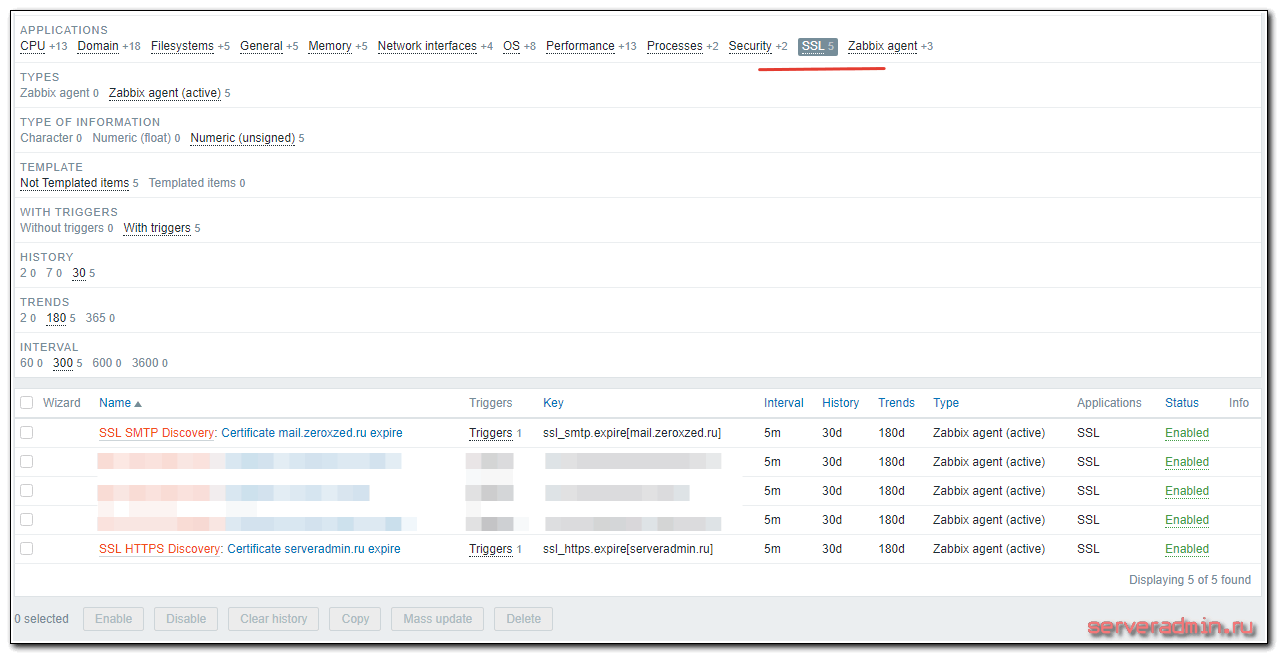 APPLICATIONS
CPU +13 Domain +18 Filesystems +5 General +5 Memory +5 Network interfaces +4 OS +8 Performance +13 Processes +2 Security +2 SSL 5 Zabbix agent +3
TYPES
Zabbix agent 0 Zabbix agent (active) 5
TYPE OF INFORMATION
Character 0 Numeric (float) 0 Numeric (unsigned) 5
TEMPLATE
Not Templated items 5 Templated items 0
WITH TRIGGERS
Without triggers 0 With triggers 5
HISTORY
2 0 7 0 30 5
TRENDS
2 0 180 5 365 0
INTERVAL
60 0 300 5 600 0 3600 0
Wizard Name Triggers Key Interval History Trends Type Applications Status Info
SSL SMTP Discovery: Certificate mail.zeroxzed.ru expire Triggers 1 ssl_smtp.expire[mail.zeroxzed.ru] 5m 30d 180d Zabbix agent (active) SSL Enabled
5m 30d 180d Zabbix agent (active) SSL Enabled
5m 30d 180d Zabbix agent (active) SSL Enabled
5m 30d 180d Zabbix agent (active) SSL Enabled
SSL HTTPS Discovery: Certificate serveradmin.ru expire Triggers 1 ssl_https.expire[serveradmin.ru] 5m 30d 180d Zabbix agent (active) SSL Enabled
Displaying 5 of 5 found
0 selected Enable Disable Clear history Copy Mass update Delete
serveradmin.ru